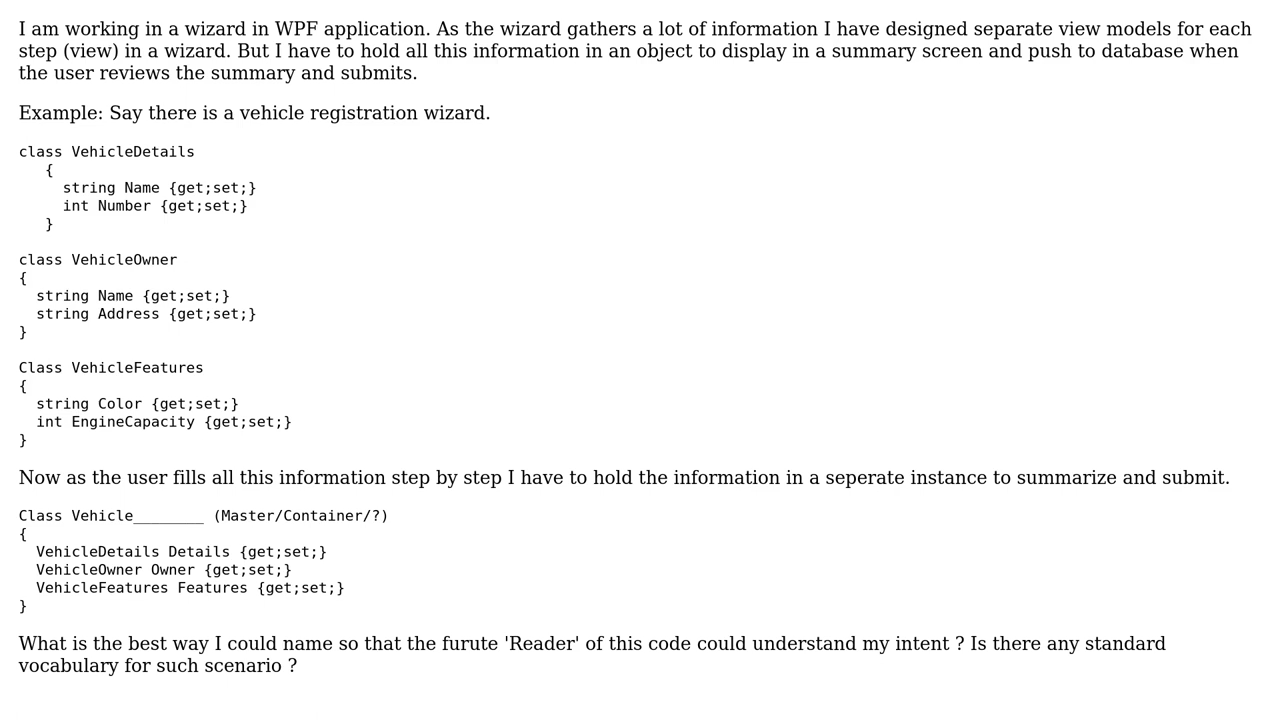 I am working in a wizard in WPF application. As the wizard gathers a lot of information I have designed separate view models for each
step (view) in a wizard. But I have to hold all this information in an object to display in a summary screen and push to database when
the user reviews the summary and submits.
Example: Say there is a vehicle registration wizard.
class VehicleDetails
{
string Name {get;set;}
int Number {get;set;}
}
class VehicleOwner
{
string Name {get;set;}
string Address {get;set;}
}
Class VehicleFeatures
{
string Color {get;set;}
int EngineCapacity {get;set;}
}
Now as the user fills all this information step by step I have to hold the information in a seperate instance to summarize and submit.
Class Vehicle________ (Master/Container/?)
{
VehicleDetails Details {get;set;}
VehicleOwner Owner {get;set;}
VehicleFeatures Features {get;set;}
}
What is the best way I could name so that the furute 'Reader' of this code could understand my intent ? Is there any standard
vocabulary for such scenario ?